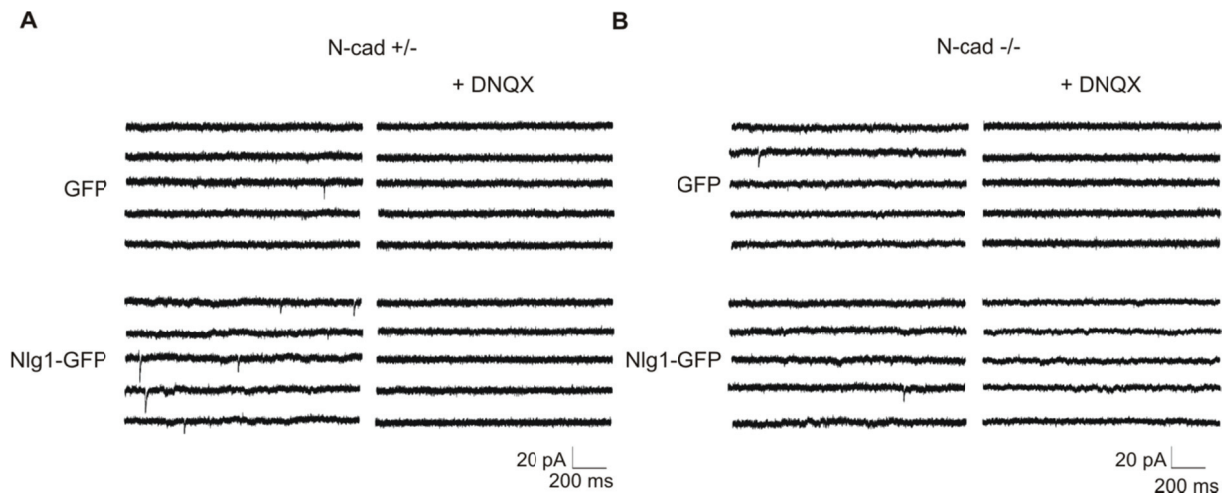 A
N-cad +/-
+ DNQX
GFP
Nlg1-GFP
20 pA
200 ms
B
N-cad -/-
+ DNQX
GFP
Nlg1-GFP
20 pA
200 ms